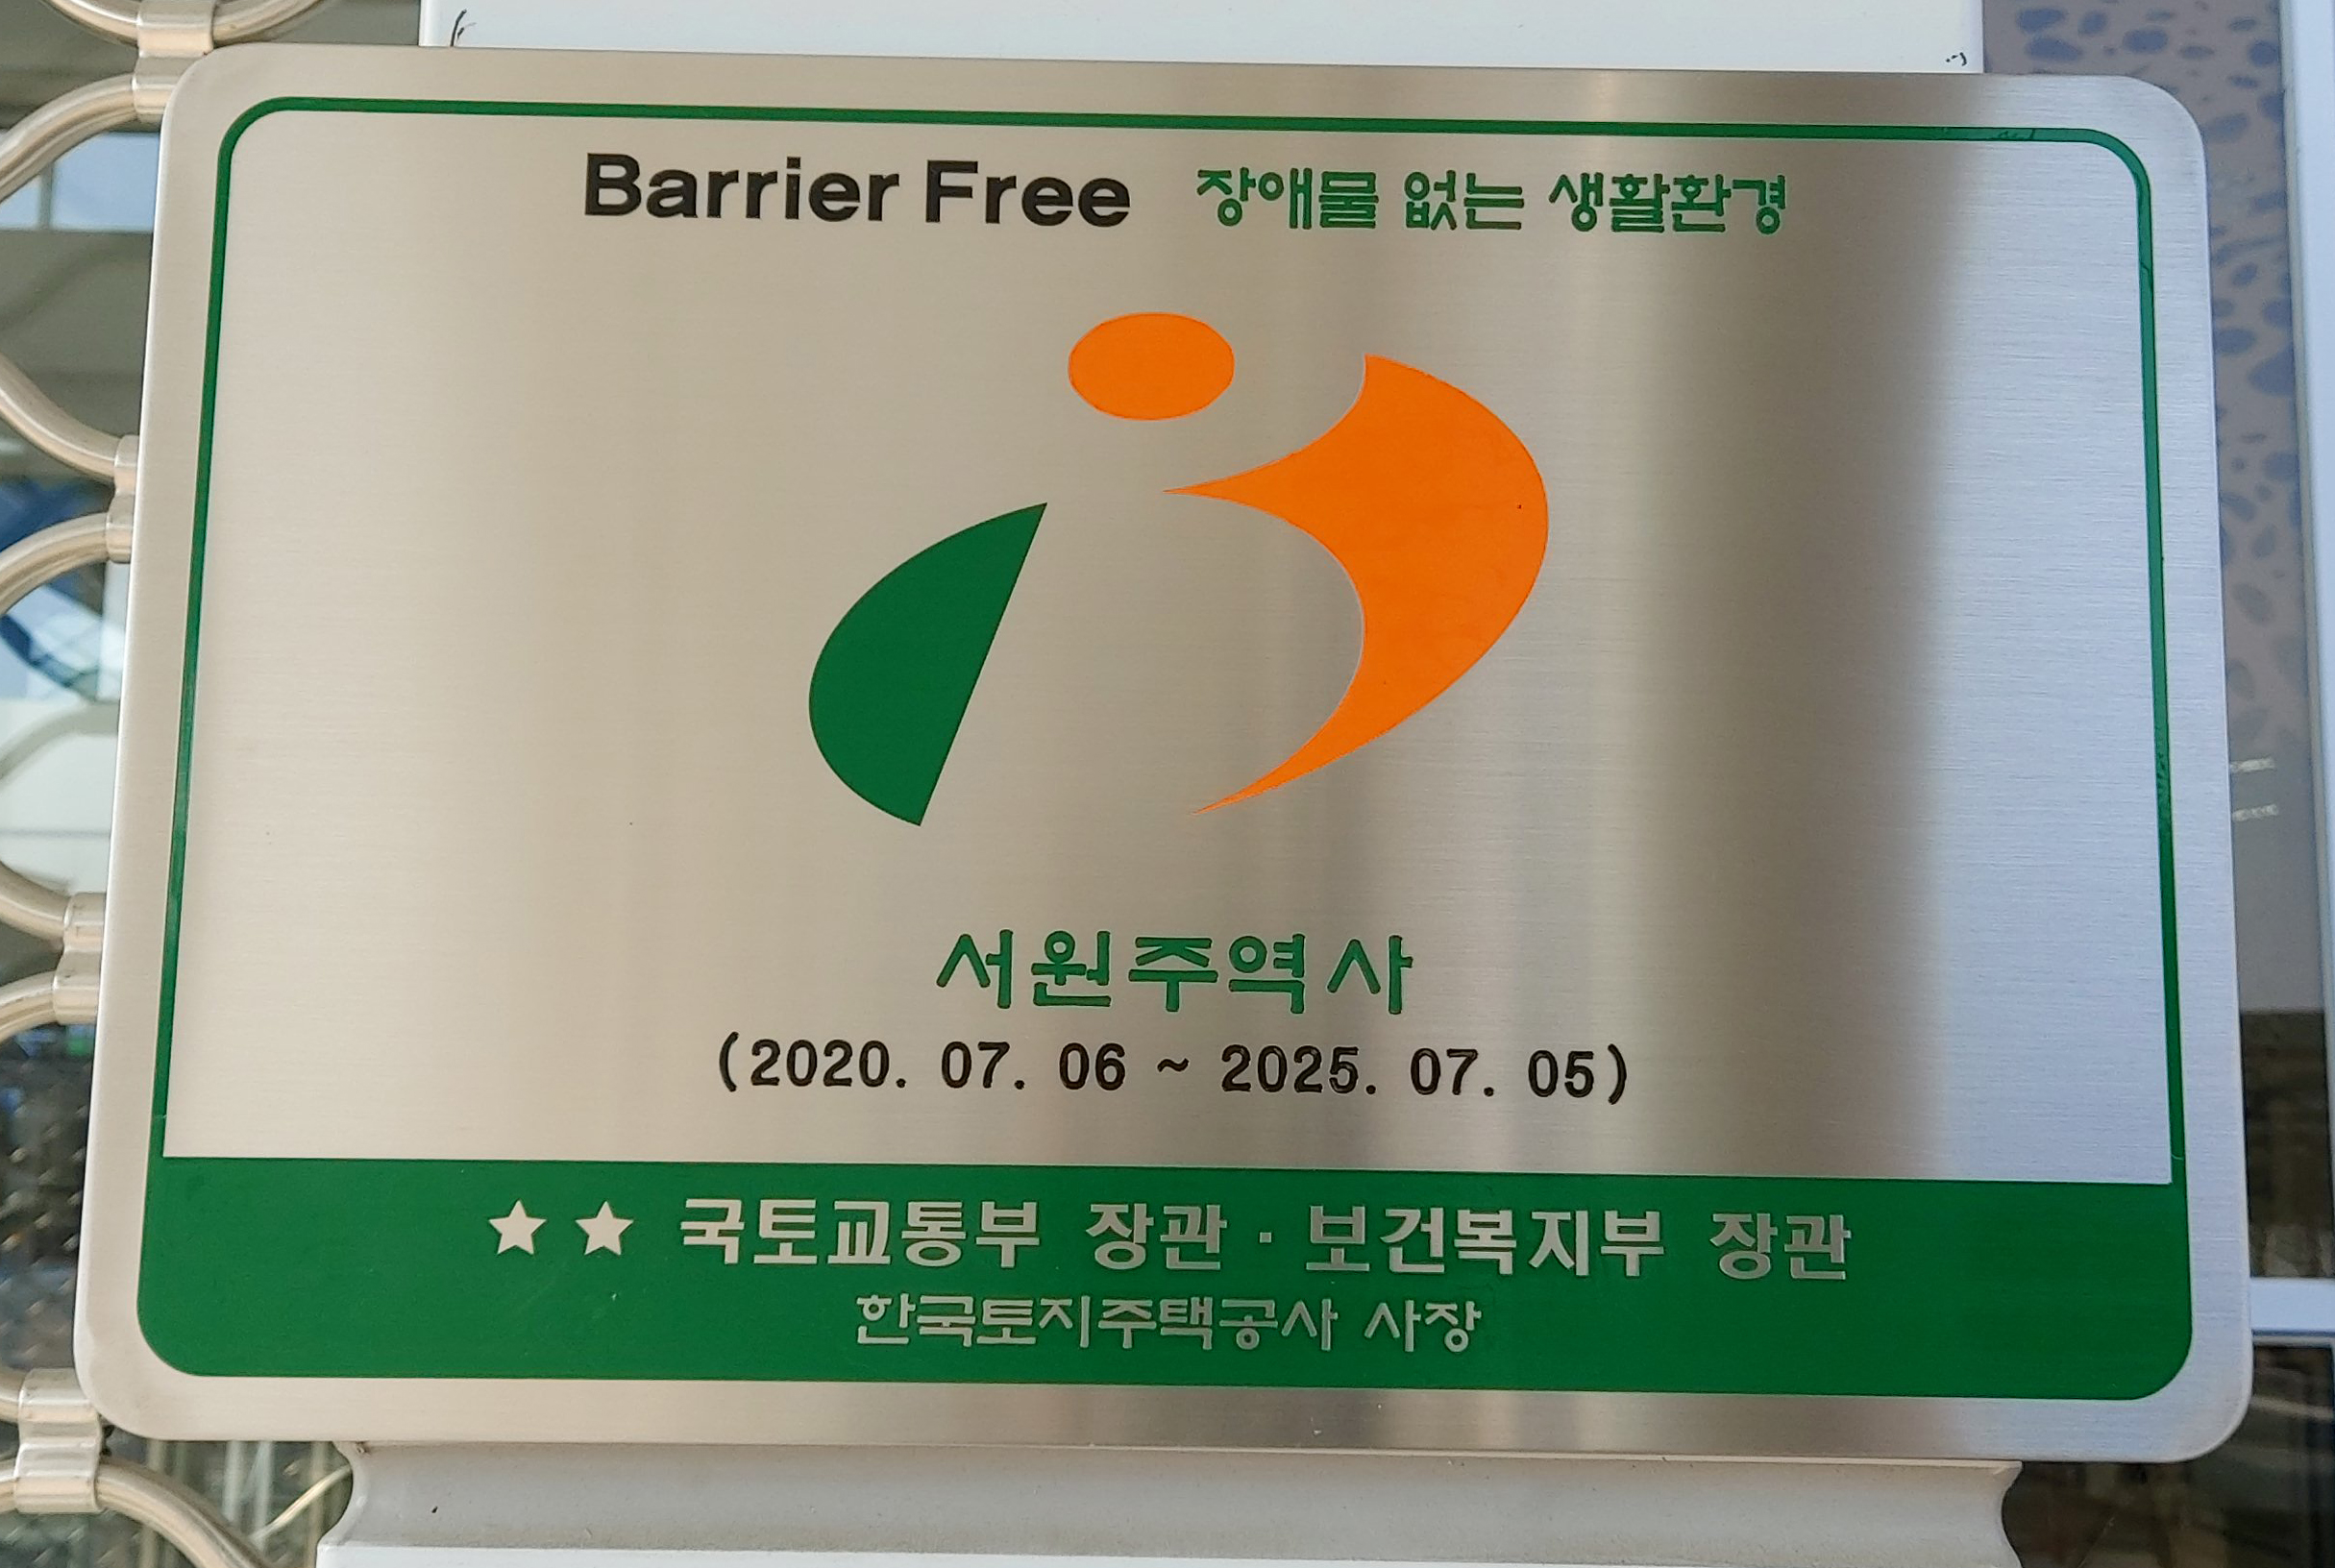 Barrier Free 장애물 없는 생활환경
서원주역사
(2020. 07. 06 ~ 2025. 07. 05)
★★ 국토교통부 장관 · 보건복지부 장관
한국토지주택공사 사장